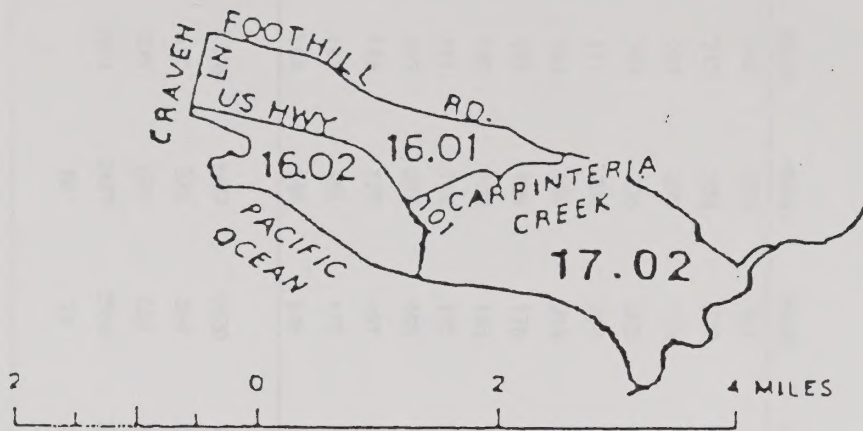 FOOTHILL RD.
CRAVEN LN
US HWY 101
16.01
16.02
CARPINTERIA
CREEK
17.02
PACIFIC
OCEAN
2 0 2 4 MILES